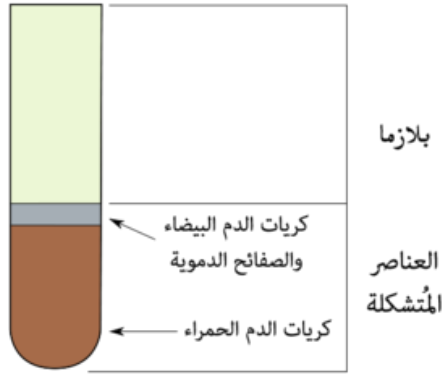 بلازما
كريات الدم البيضاء
والصفائح الدموية
العناصر
المُتشكلة
كريات الدم الحمراء